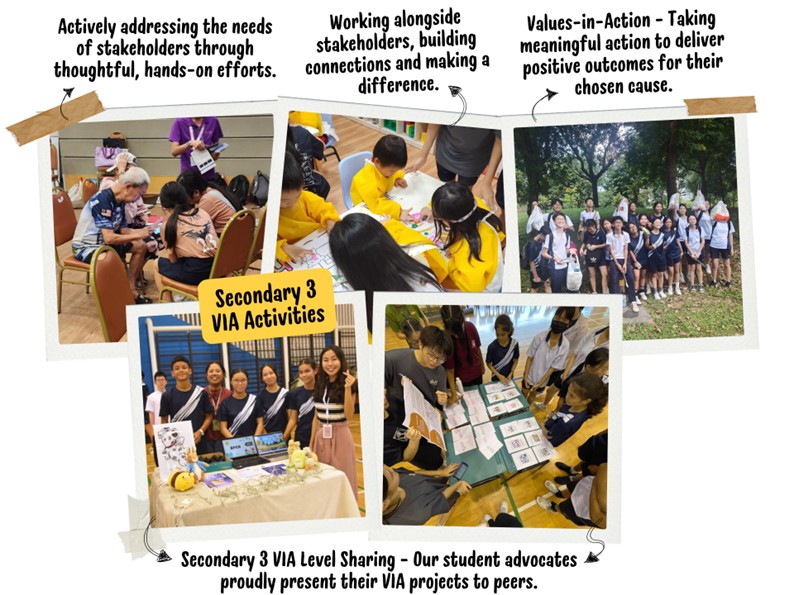 Actively addressing the needs
of stakeholders through
thoughtful, hands-on efforts.
Working alongside
stakeholders, building
connections and making a
difference.
Values-in-Action - Taking
meaningful action to deliver
positive outcomes for their
chosen cause.
Secondary 3
VIA Activities
Secondary 3 VIA Level Sharing - Our student advocates
proudly present their VIA projects to peers.